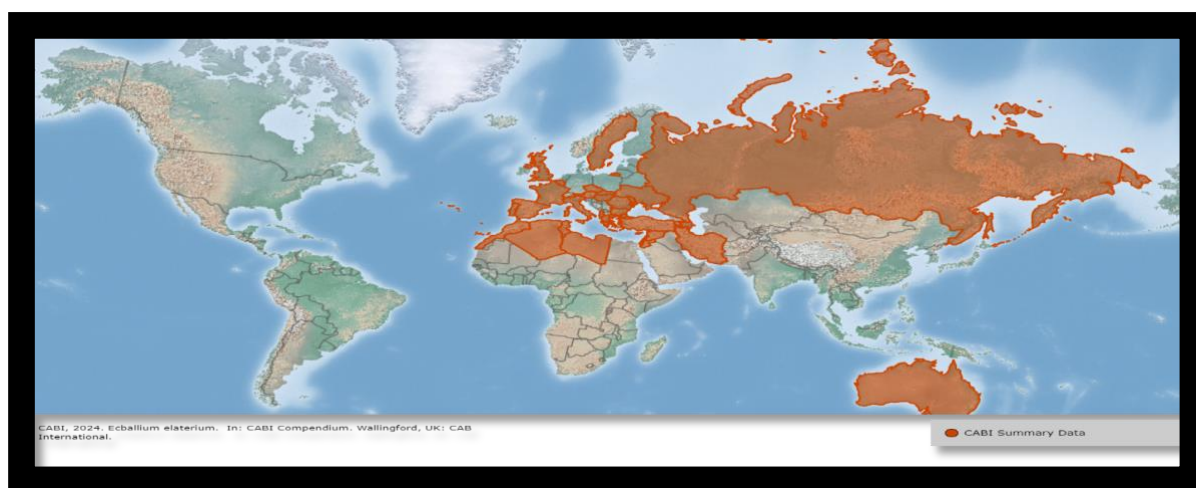 CABI, 2024. Ecballium elaterium. In: CABI Compendium. Wallingford, UK: CAB
International.
CABI Summary Data